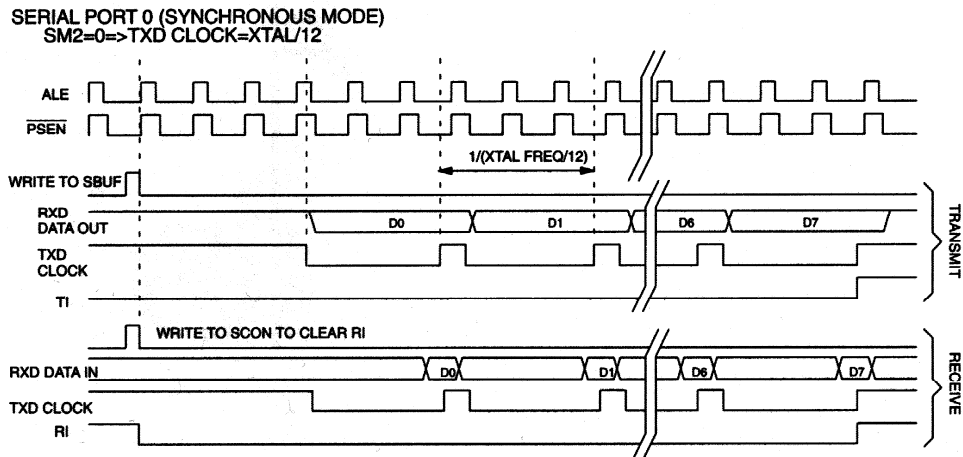 SERIAL PORT 0 (SYNCHRONOUS MODE)
SM2=0=>TXD CLOCK=XTAL/12
ALE
PSEN
1/(XTAL FREQ/12)
WRITE TO SBUF
RXD
DATA OUT
D0 D1 D6 D7
TXD
CLOCK
TI
TRANSMIT
WRITE TO SCON TO CLEAR RI
RXD DATA IN
D0 D1 D6 D7
TXD CLOCK
RI
RECEIVE